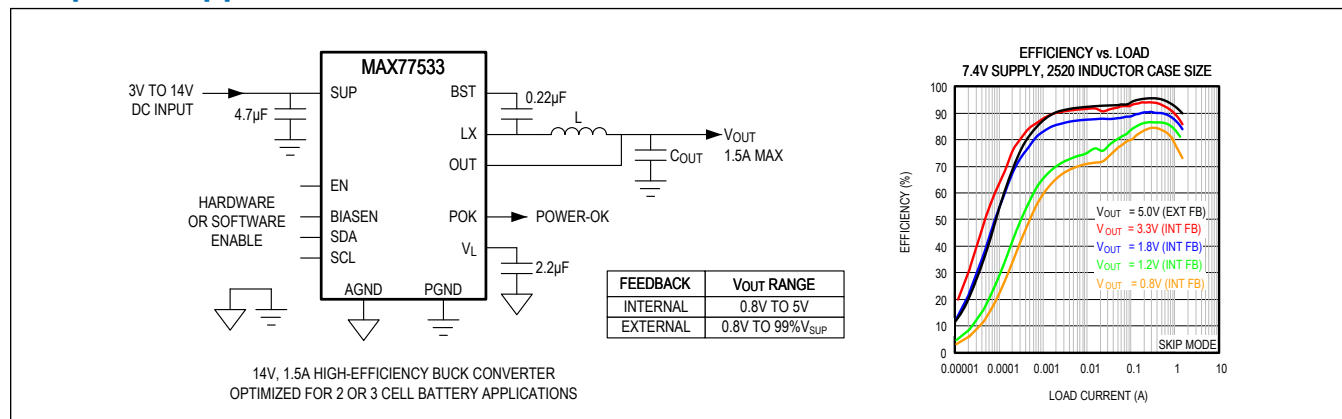 MAX77533
3V TO 14V
DC INPUT
4.7µF
SUP
BST
0.22µF
LX
L
VOUT
1.5A MAX
COUT
OUT
EN
HARDWARE
OR SOFTWARE
ENABLE
BIASEN
SDA
SCL
POK
POWER-OK
VL
2.2µF
AGND
PGND
FEEDBACK VOUT RANGE
INTERNAL 0.8V TO 5V
EXTERNAL 0.8V TO 99%VSUP
14V, 1.5A HIGH-EFFICIENCY BUCK CONVERTER
OPTIMIZED FOR 2 OR 3 CELL BATTERY APPLICATIONS
EFFICIENCY vs. LOAD
7.4V SUPPLY, 2520 INDUCTOR CASE SIZE
EFFICIENCY (%)
100
90
80
70
60
50
40
30
20
10
0
VOUT = 5.0V (EXT FB)
VOUT = 3.3V (INT FB)
VOUT = 1.8V (INT FB)
VOUT = 1.2V (INT FB)
VOUT = 0.8V (INT FB)
SKIP MODE
0.00001 0.0001 0.001 0.01 0.1 1 10
LOAD CURRENT (A)